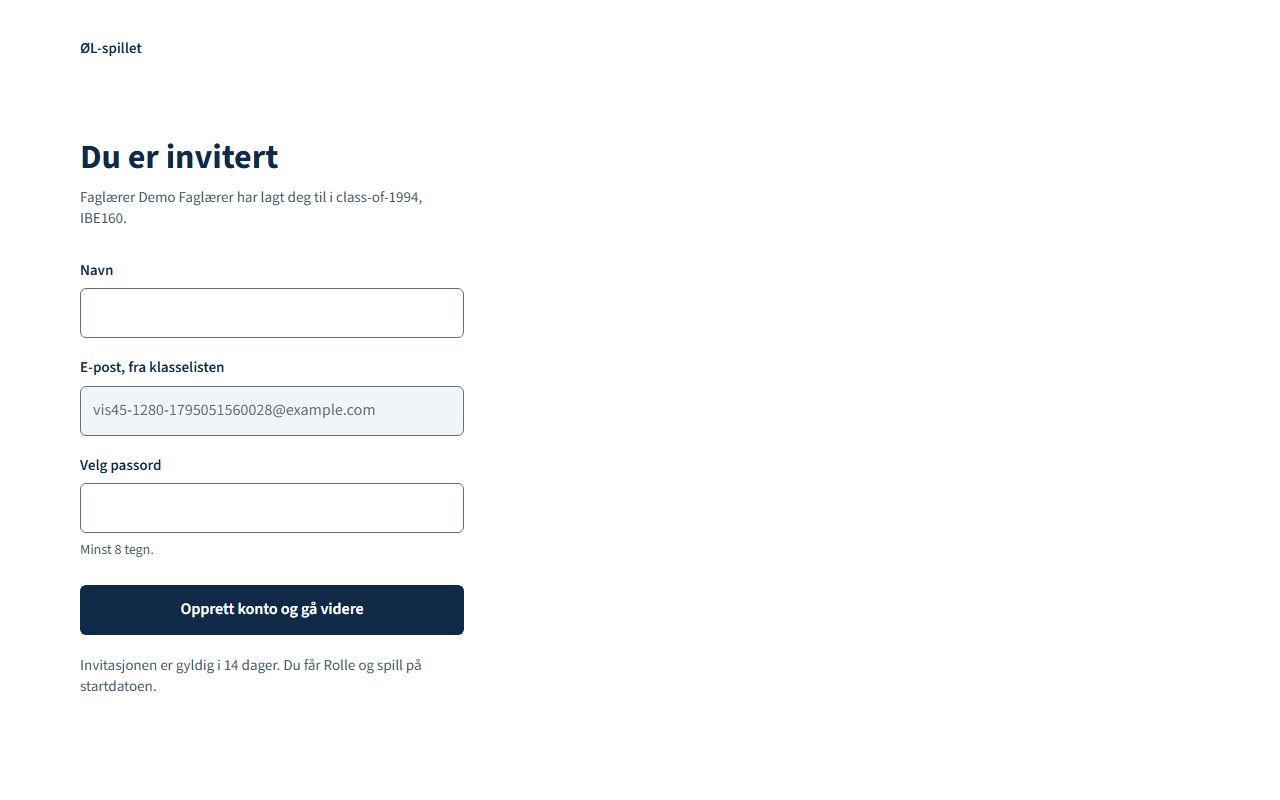 ØL-spillet
Du er invitert
Faglærer Demo Faglærer har lagt deg til i class-of-1994,
IBE160.
Navn
E-post, fra klasselisten
vis45-1280-1795051560028@example.com
Velg passord
Minst 8 tegn.
Opprett konto og gå videre
Invitasjonen er gyldig i 14 dager. Du får Rolle og spill på
startdatoen.